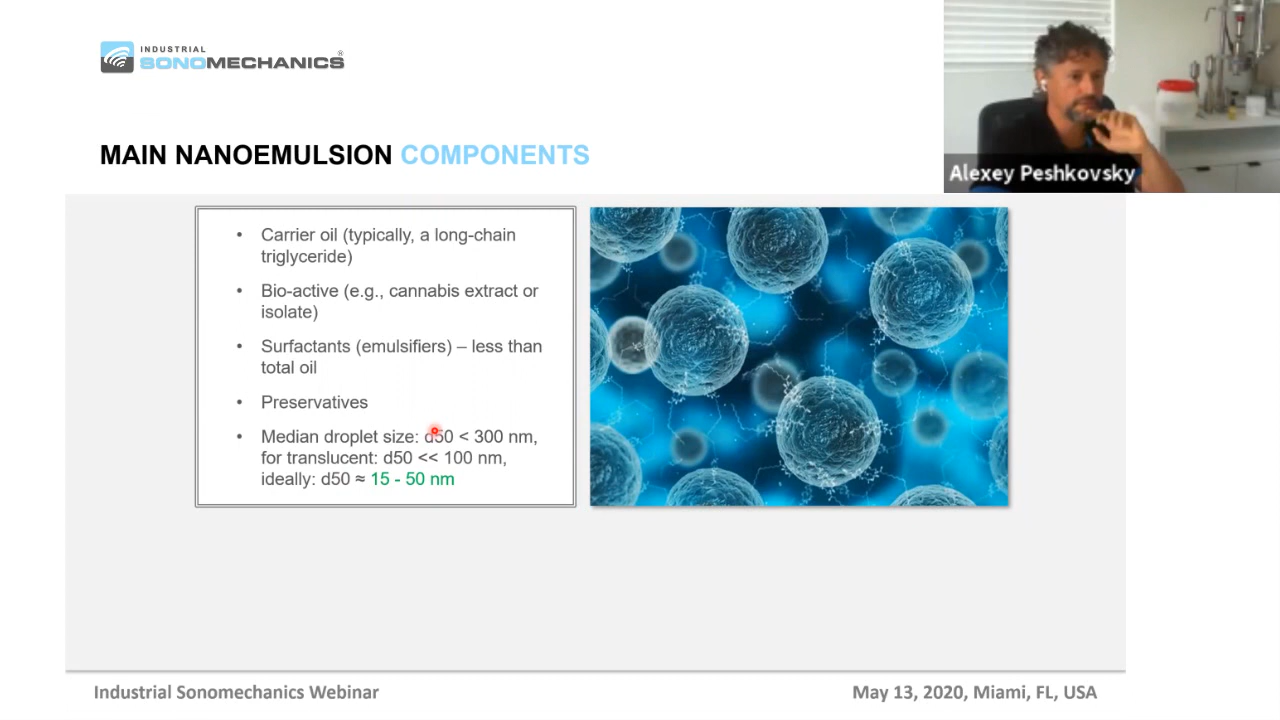 INDUSTRIAL
SONOMECHANICS®
Alexey Peshkovsky
MAIN NANOEMULSION COMPONENTS
• Carrier oil (typically, a long-chain
triglyceride)
• Bio-active (e.g., cannabis extract or
isolate)
• Surfactants (emulsifiers) – less than
total oil
• Preservatives
• Median droplet size: d50 < 300 nm,
for translucent: d50 << 100 nm,
ideally: d50 ≈ 15 - 50 nm
Industrial Sonomechanics Webinar
May 13, 2020, Miami, FL, USA